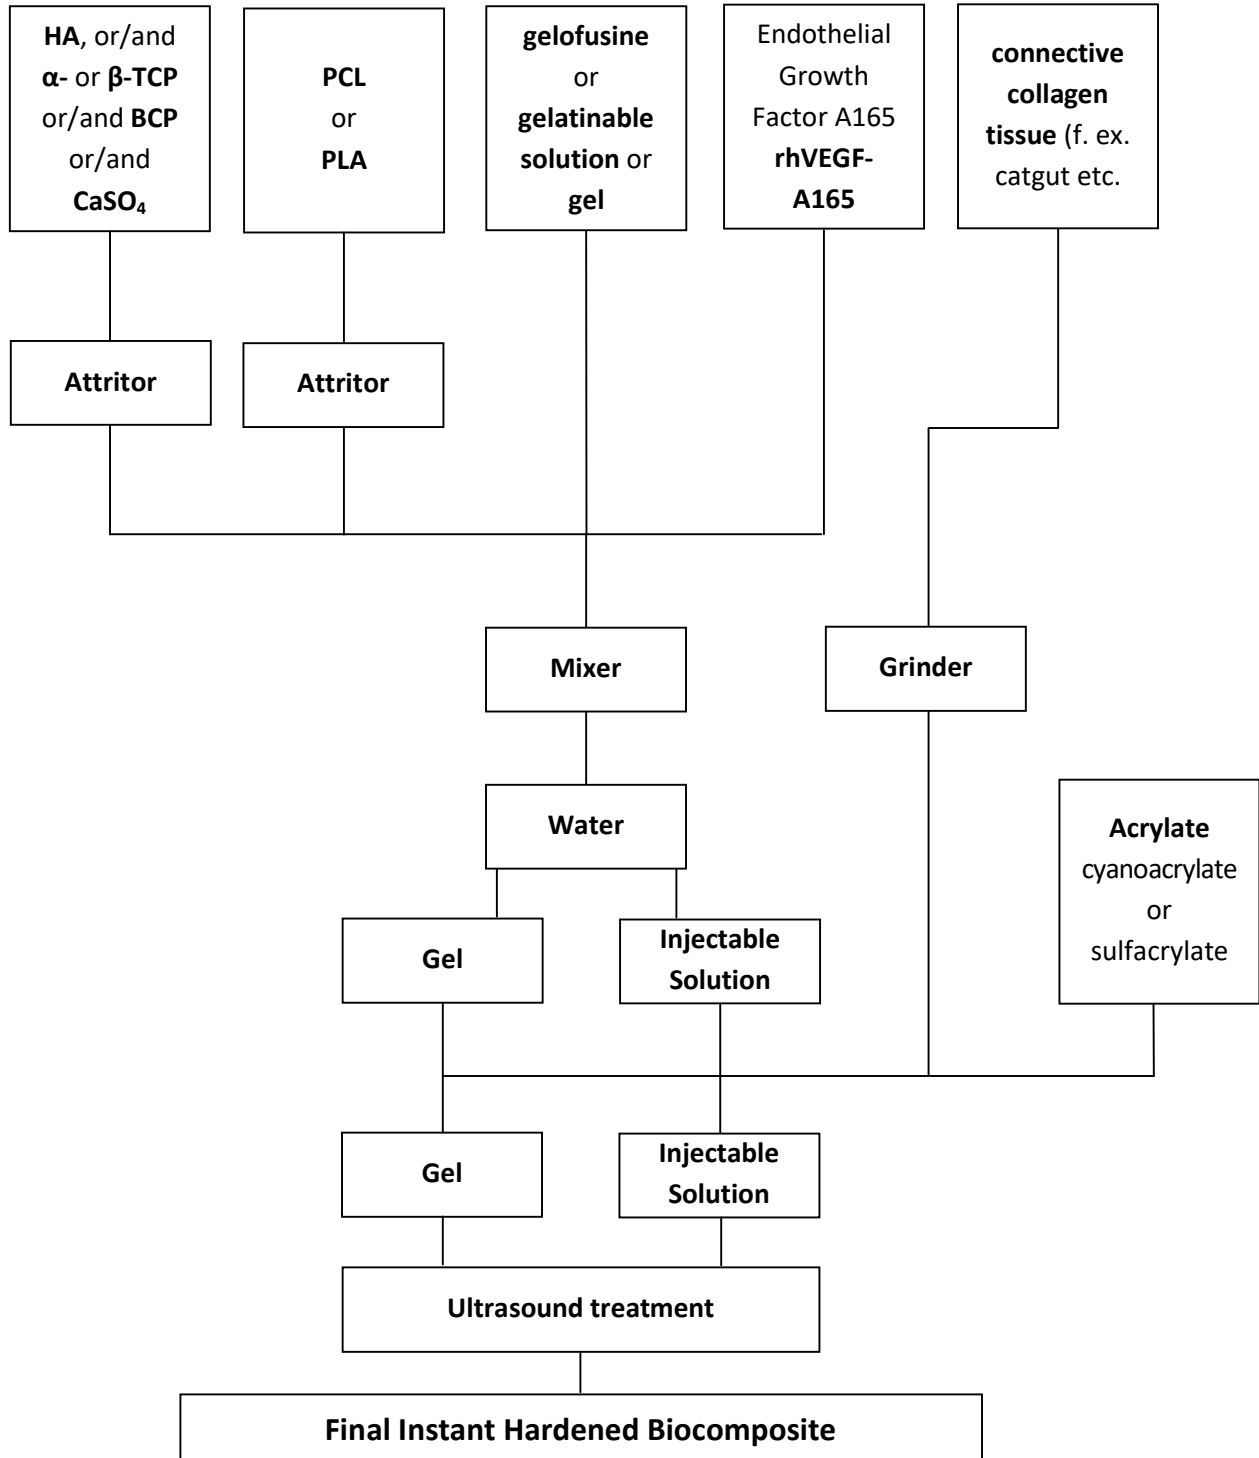 HA, or/and
α- or β-TCP
or/and BCP
or/and
CaSO₄
PCL
or
PLA
gelofusine
or
gelatinable
solution or
gel
Endothelial
Growth
Factor A165
rhVEGF-
A165
connective
collagen
tissue (f. ex.
catgut etc.
Attritor
Attritor
Mixer
Grinder
Water
Acrylate
cyanoacrylate
or
sulfacrylate
Gel
Injectable
Solution
Gel
Injectable
Solution
Ultrasound treatment
Final Instant Hardened Biocomposite